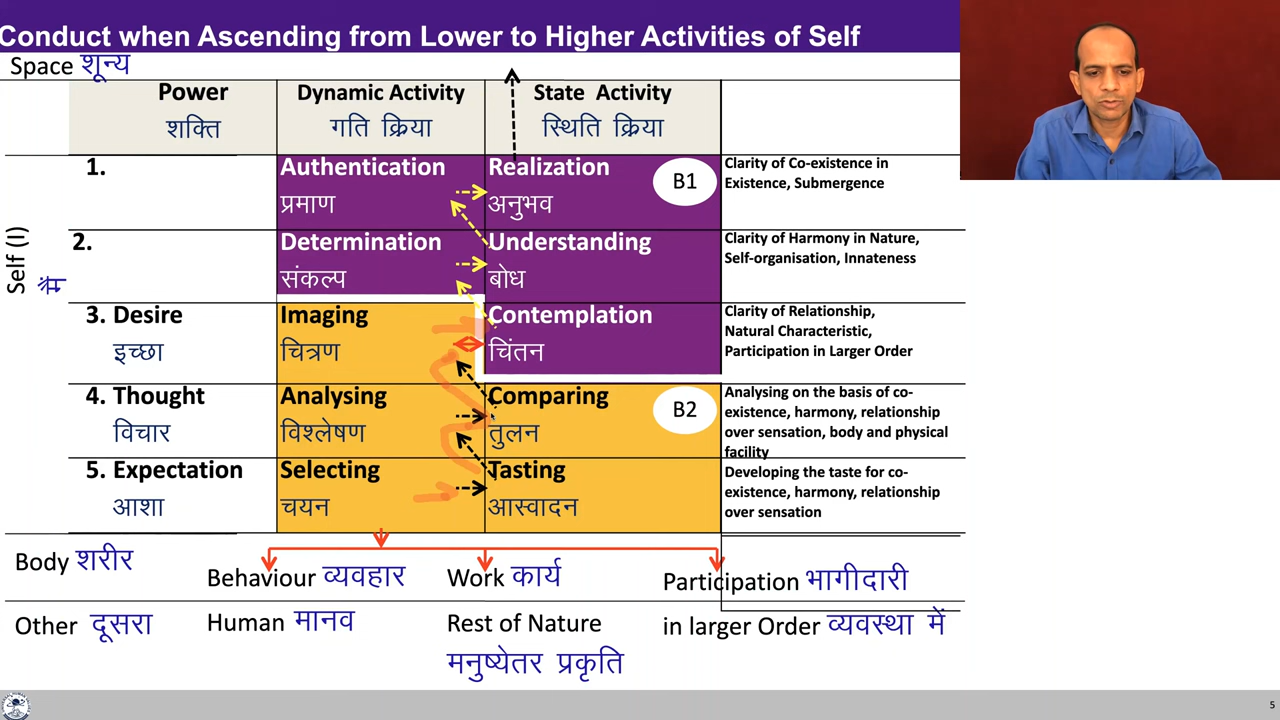 Conduct when Ascending from Lower to Higher Activities of Self
Space शून्य
Power
शक्ति
Dynamic Activity
गति क्रिया
State Activity
स्थिति क्रिया
Self (I)
मैं
1.
Authentication
प्रमाण
Realization
अनुभव
B1
Clarity of Co-existence in
Existence, Submergence
2.
Determination
संकल्प
Understanding
बोध
Clarity of Harmony in Nature,
Self-organisation, Innateness
3. Desire
इच्छा
Imaging
चित्रण
Contemplation
चिंतन
Clarity of Relationship,
Natural Characteristic,
Participation in Larger Order
4. Thought
विचार
Analysing
विश्लेषण
Comparing
तुलन
B2
Analysing on the basis of co-
existence, harmony, relationship
over sensation, body and physical
facility
5. Expectation
आशा
Selecting
चयन
Tasting
आस्वादन
Developing the taste for co-
existence, harmony, relationship
over sensation
Body शरीर
Behaviour व्यवहार
Work कार्य
Participation भागीदारी
Other दूसरा
Human मानव
Rest of Nature
मनुष्येतर प्रकृति
in larger Order व्यवस्था में
5